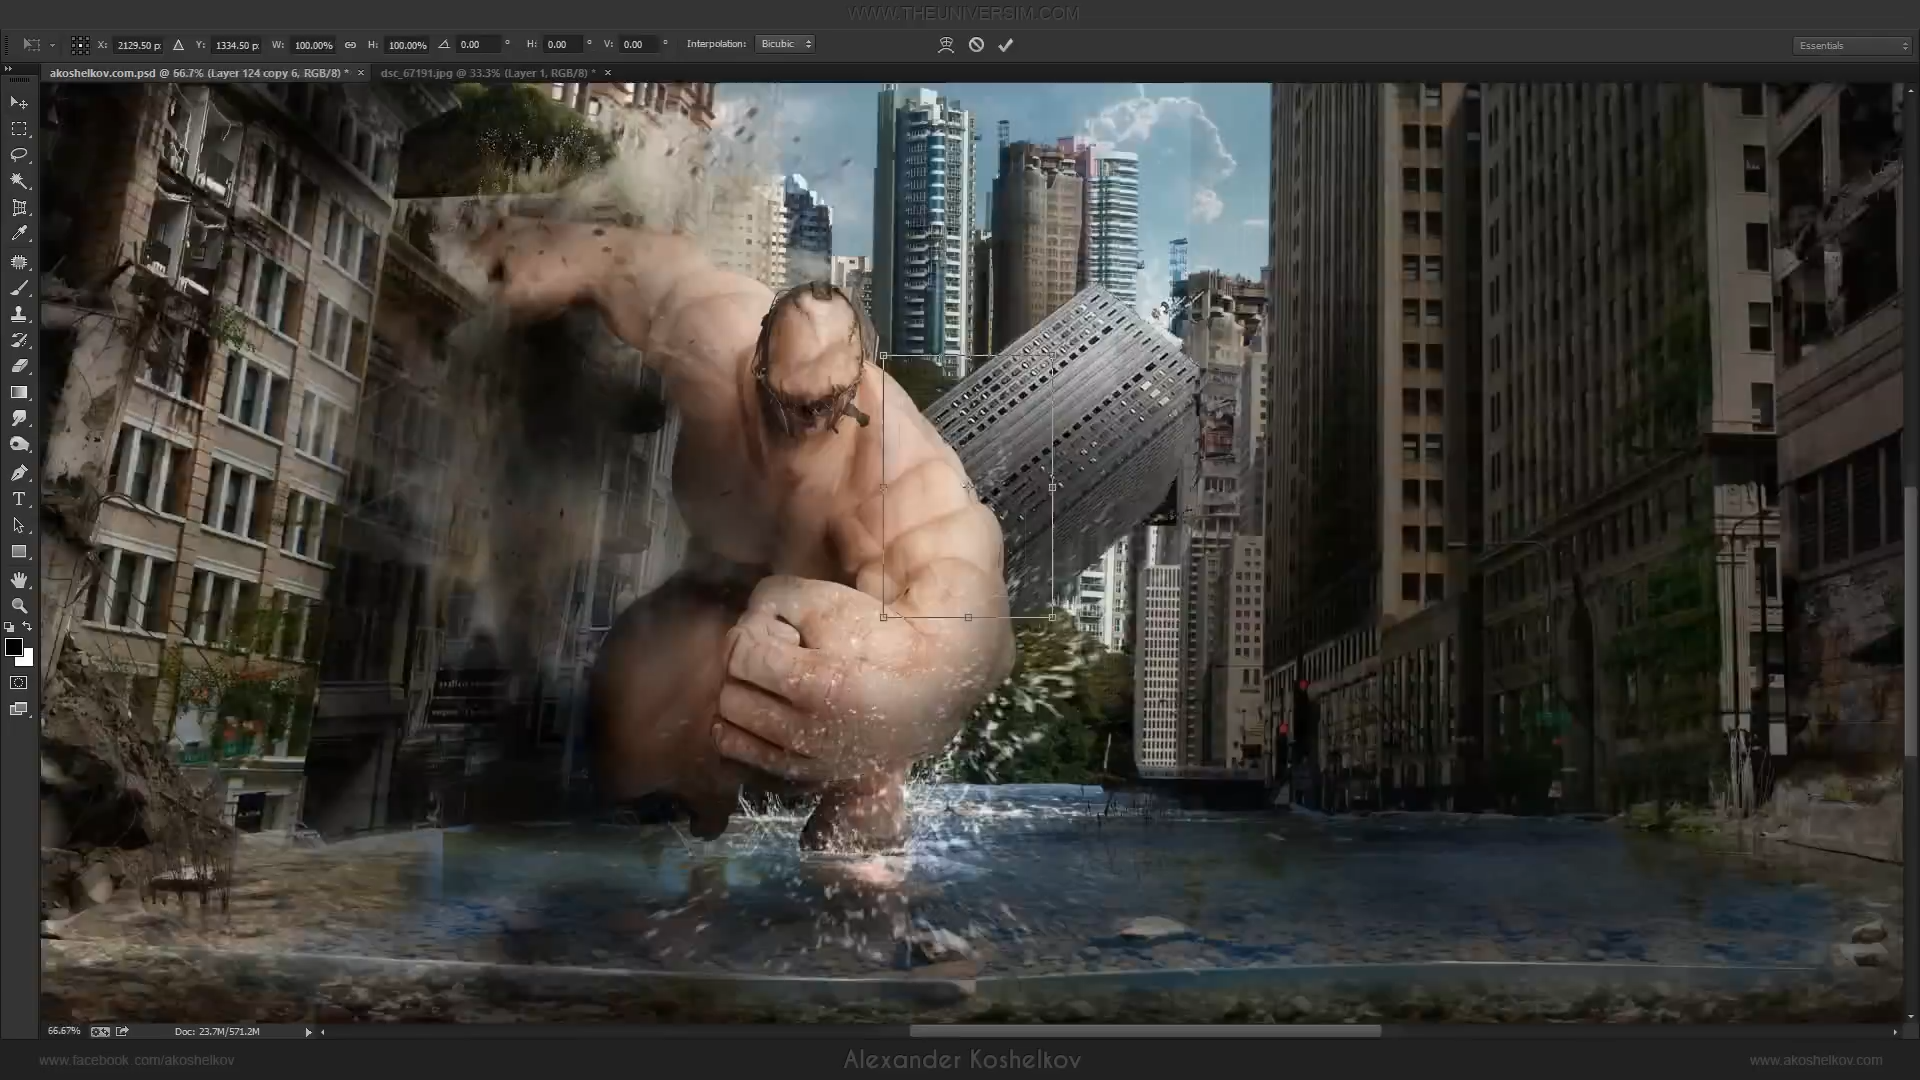 WWW.THEUNIVERSIM.COM
X: 2129.50 p: Y: 1334.50 p: W: 100.00% H: 100.00% 0.00 ° H: 0.00 ° V: 0.00 ° Interpolation: Bicubic
Essentials
akoshelkov.com.psd @ 66.7% (Layer 124 copy 6, RGB/8) * × dsc_67191.jpg @ 33.3% (Layer 1, RGB/8) * ×
T
66.67% Doc: 23.7M/571.2M
www.facebook.com/akoshelkov
Alexander Koshelkov
www.akoshelkov.com